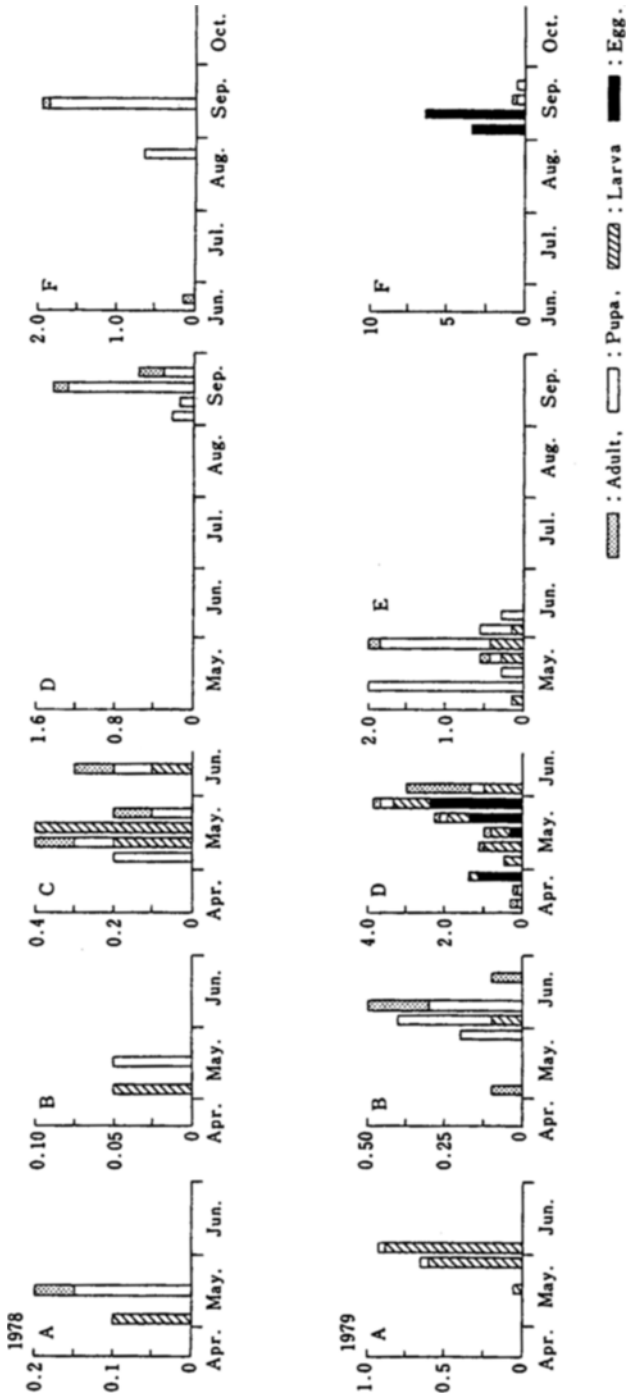 1978
0.2
0.1
0
A
Apr. May. Jun.
0.10
0.05
0
B
Apr. May. Jun.
0.4
0.2
0
C
Apr. May. Jun.
1.6
0.8
0
D
May. Jun. Jul. Aug. Sep.
2.0
1.0
0
F
Jun. Jul. Aug. Sep. Oct.
1979
1.0
0.5
0
A
Apr. May. Jun.
0.50
0.25
0
B
Apr. May. Jun.
4.0
2.0
0
D
Apr. May. Jun.
2.0
1.0
0
E
May. Jun. Jul. Aug. Sep.
10
5
0
F
Jun. Jul. Aug. Sep. Oct.
: Adult, : Pupa, : Larva : Egg.